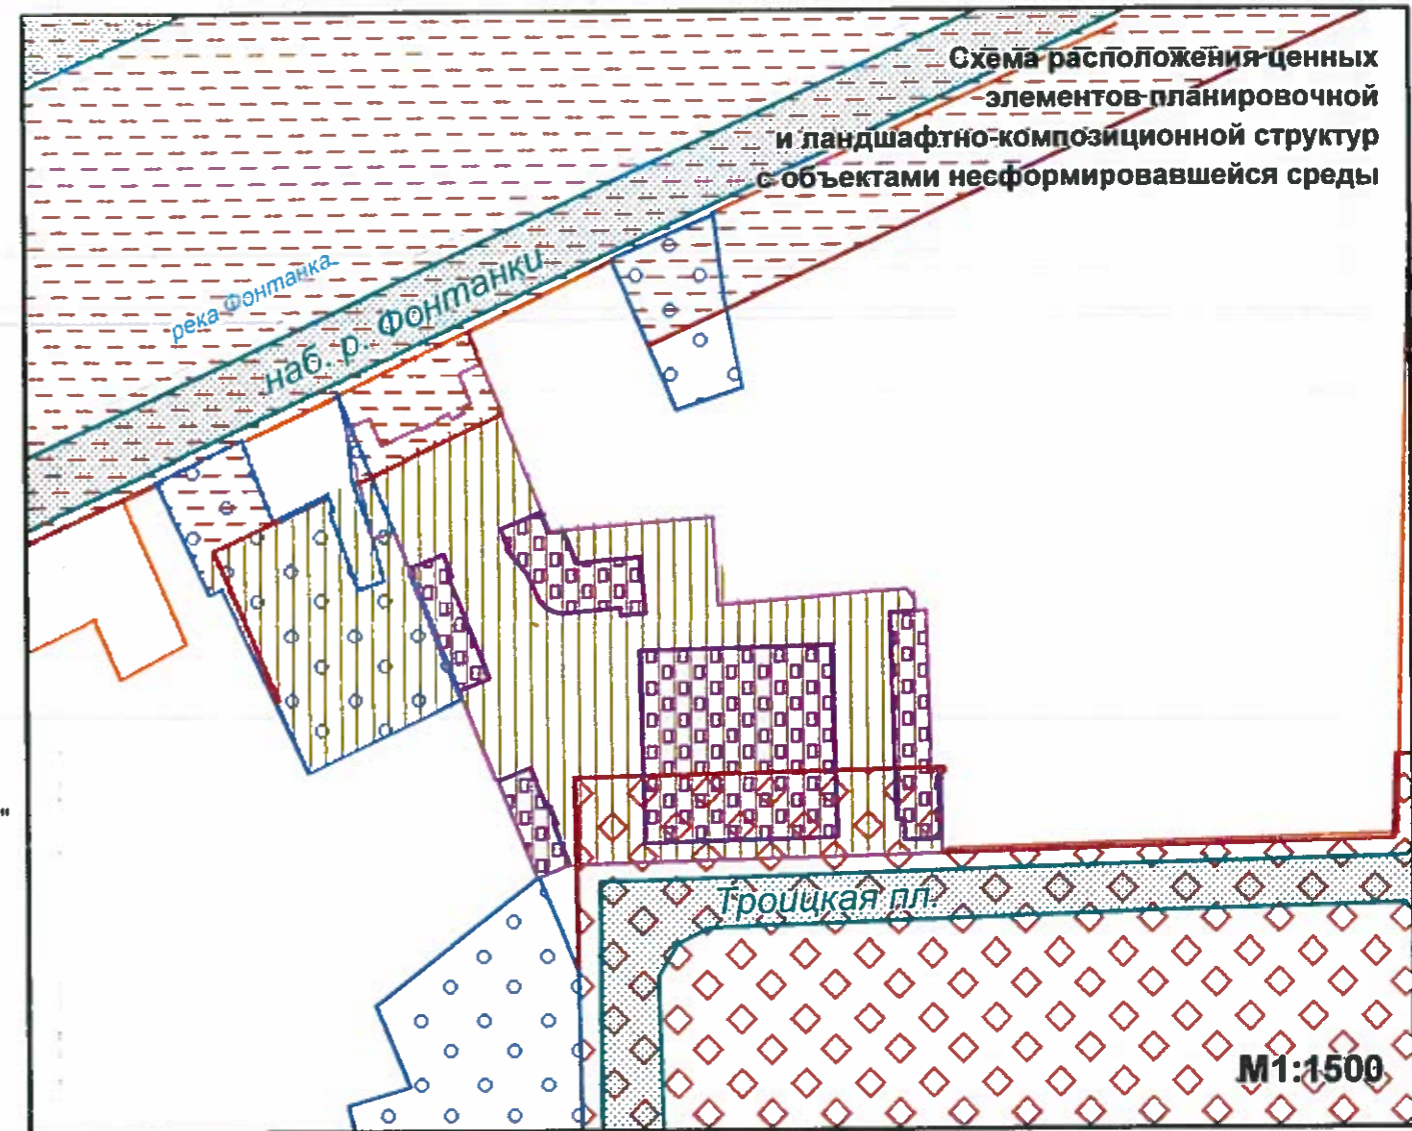 Схема расположения ценных
элементов планировочной
и ландшафтно-композиционной структур
с объектами несформировавшейся среды
река Фонтанка
наб. р. Фонтанки
"
Троицкая пл.
М1:1500